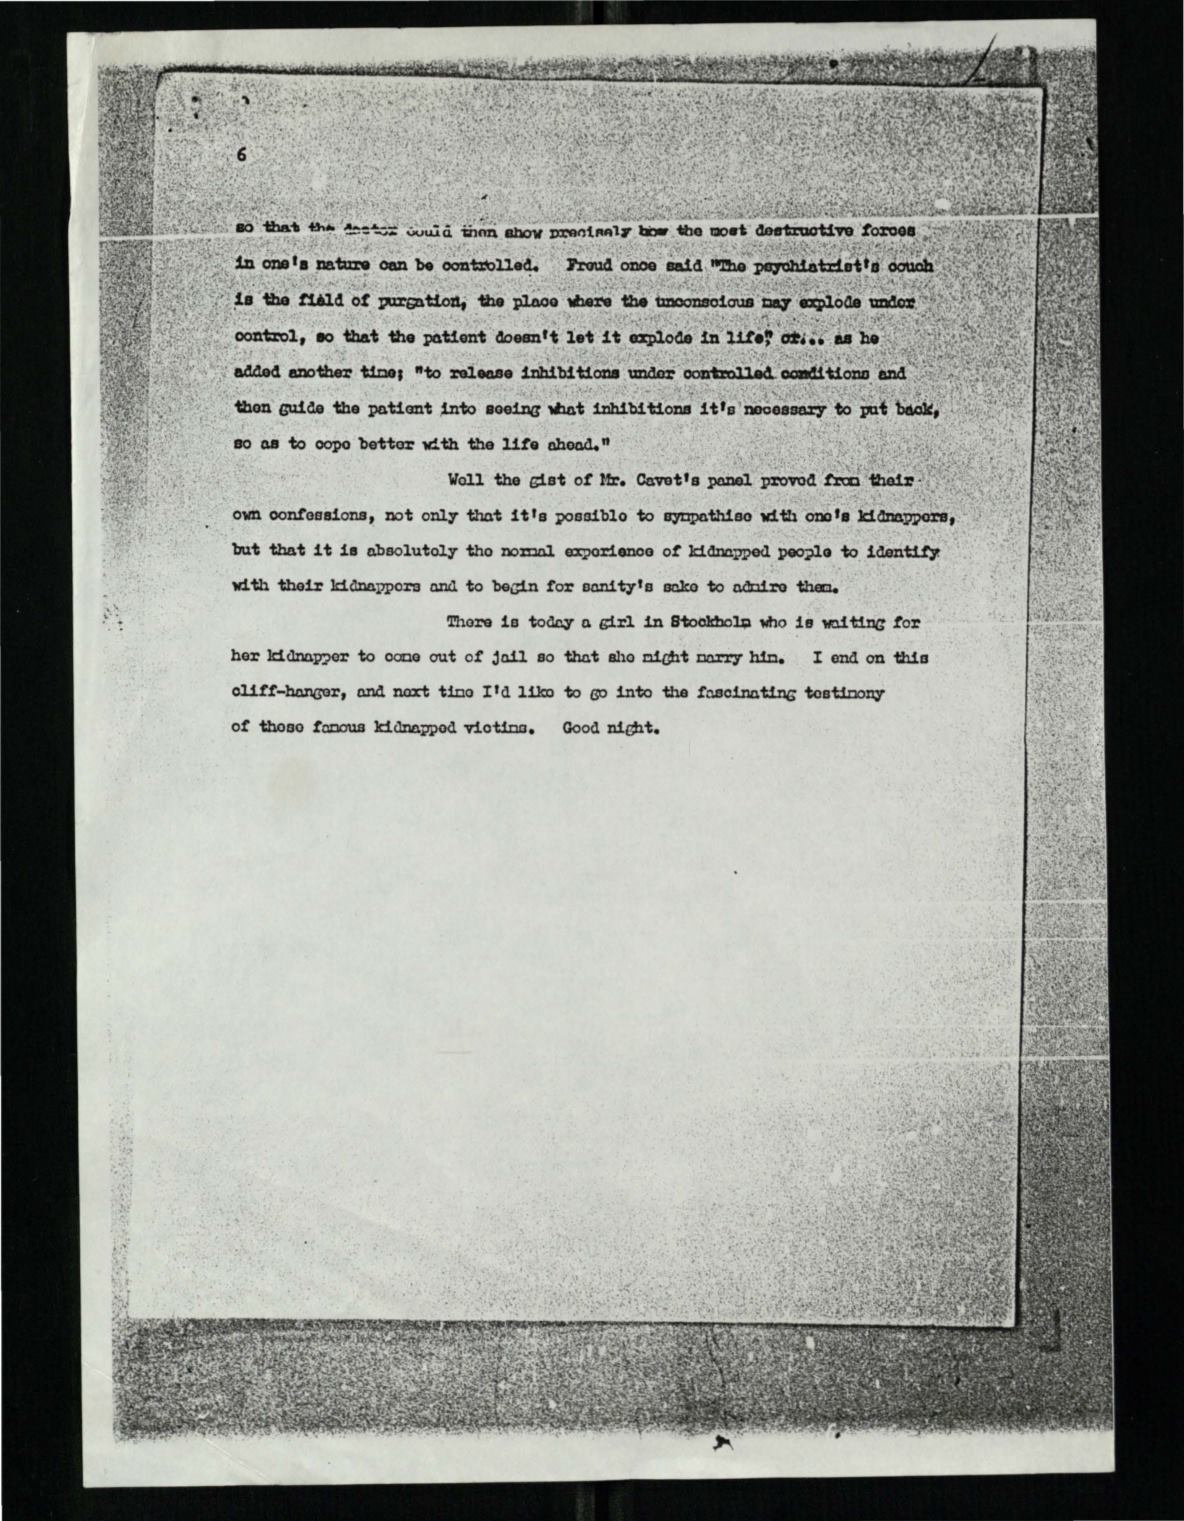 6
so that the doctor could then show precisely how the most destructive forces
in one's nature can be controlled. Freud once said "The psychiatrist's couch
is the field of purgation, the place where the unconscious may explode under
control, so that the patient doesn't let it explode in life" or... as he
added another time; "to release inhibitions under controlled conditions and
then guide the patient into seeing what inhibitions it's necessary to put back,
so as to cope better with the life ahead."
Well the gist of Mr. Cavet's panel proved from their
own confessions, not only that it's possible to sympathise with one's kidnappers,
but that it is absolutely the normal experience of kidnapped people to identify
with their kidnappers and to begin for sanity's sake to admire them.
There is today a girl in Stockholm who is waiting for
her kidnapper to come out of jail so that she might marry him. I end on this
cliff-hanger, and next time I'd like to go into the fascinating testimony
of those famous kidnapped victims. Good night.